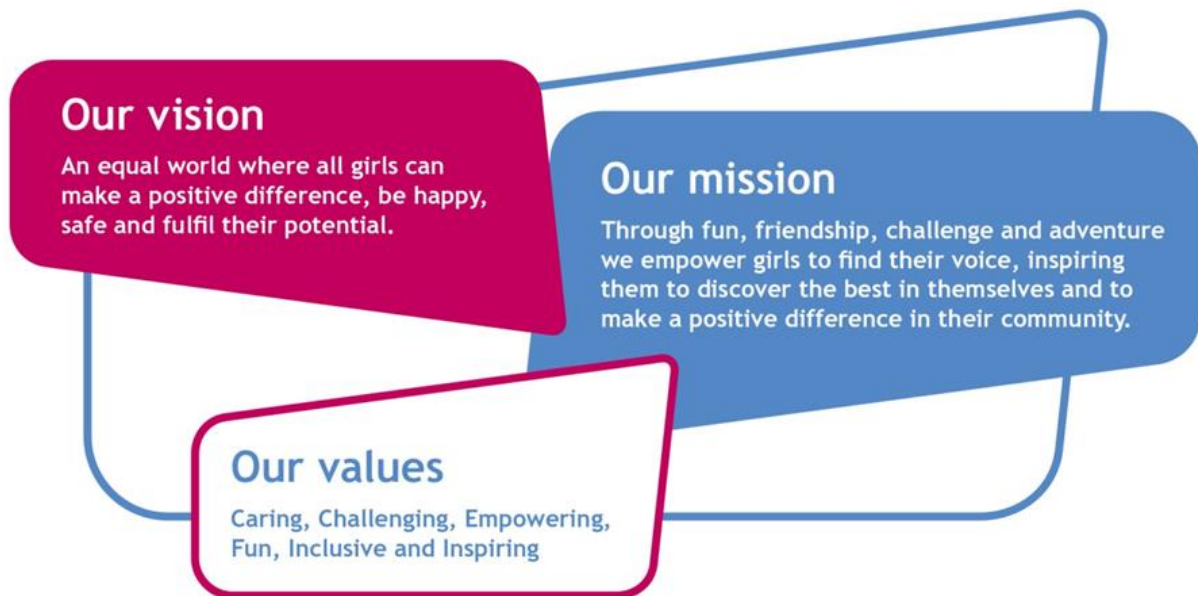 Our vision
An equal world where all girls can
make a positive difference, be happy,
safe and fulfil their potential.
Our mission
Through fun, friendship, challenge and adventure
we empower girls to find their voice, inspiring
them to discover the best in themselves and to
make a positive difference in their community.
Our values
Caring, Challenging, Empowering,
Fun, Inclusive and Inspiring